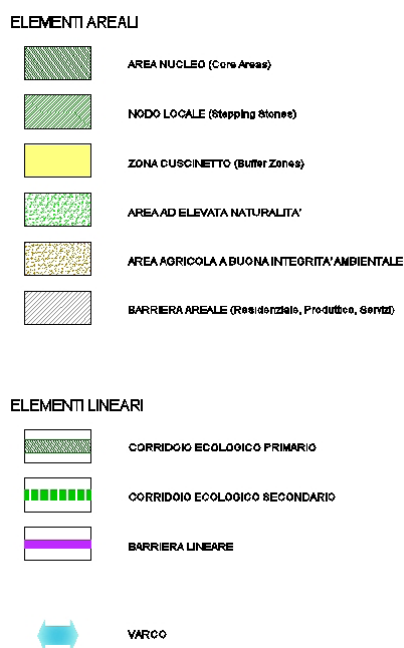 ELEMENTI AREALI
AREA NUCLEO (Core Areas)
NODO LOCALE (Stepping Stones)
ZONA CUSCINETTO (Buffer Zones)
AREA AD ELEVATA NATURALITA'
AREA AGRICOLA A BUONA INTEGRITA' AMBIENTALE
BARRIERA AREALE (Residenziale, Produttico, Servizi)
ELEMENTI LINEARI
CORRIDOIO ECOLOGICO PRIMARIO
CORRIDOIO ECOLOGICO SECONDARIO
BARRIERA LINEARE
VARCO